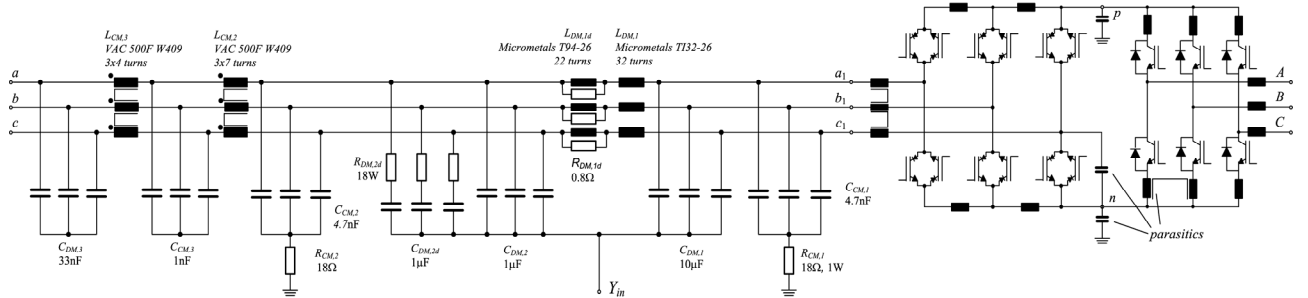 L_CM,3
VAC 500F W409
3x4 turns
L_CM,2
VAC 500F W409
3x7 turns
L_DM,1d
Micrometals T94-26
22 turns
L_DM,1
Micrometals TI32-26
32 turns
a
b
c
a1
b1
c1
p
n
A
B
C
R_DM,2d
18W
R_DM,1d
0.8Ω
C_CM,2
4.7nF
C_CM,1
4.7nF
C_DM,3
33nF
C_CM,3
1nF
R_CM,2
18Ω
C_DM,2d
1µF
C_DM,2
1µF
Y_in
C_DM,1
10µF
R_CM,1
18Ω, 1W
parasitics